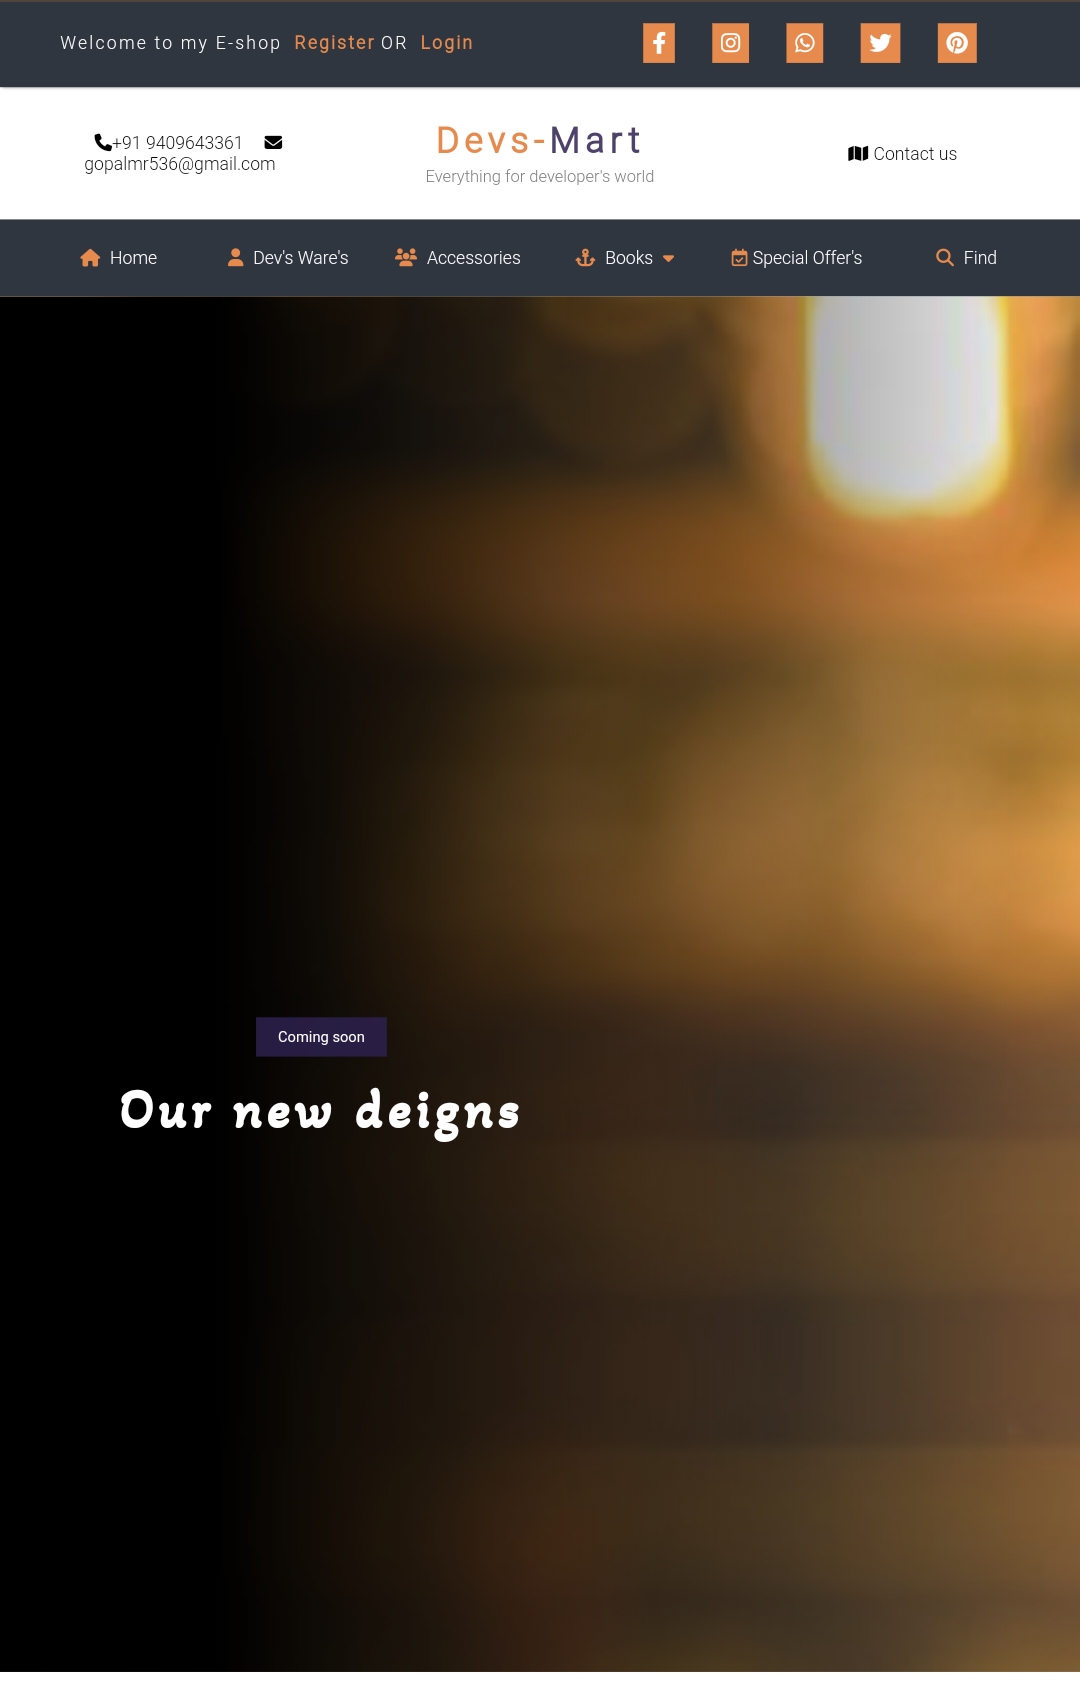 Welcome to my E-shop Register OR Login
+91 9409643361
gopalmr536@gmail.com
Devs-Mart
Everything for developer's world
Contact us
Home Dev's Ware's Accessories Books Special Offer's Find
Coming soon
Our new deigns